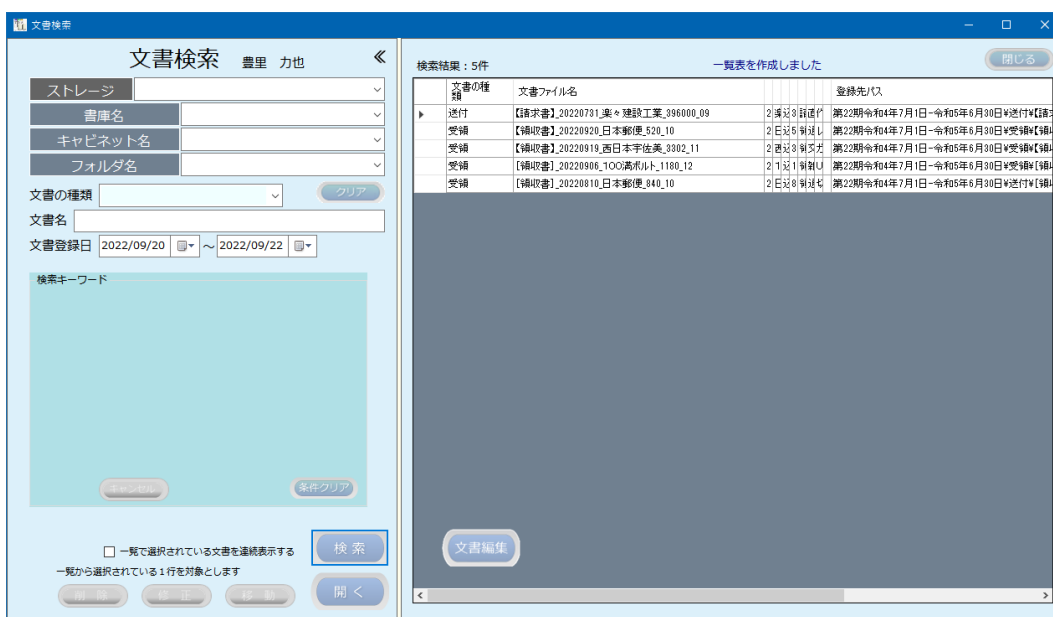 文書検索
文書検索 豊里 力也 ≪
ストレージ
書庫名
キャビネット名
フォルダ名
文書の種類 クリア
文書名
文書登録日 2022/09/20 ～ 2022/09/22
検索キーワード
キャンセル 条件クリア
一覧で選択されている文書を連続表示する 検 索
一覧から選択されている1行を対象とします
削 除 修 正 移 動 開 く
検索結果：5件 一覧表を作成しました 閉じる
文書の種類 文書ファイル名 登録先パス
送付 【請求書】_20220731_楽々建設工業_396000_09 第22期令和4年7月1日-令和5年6月30日¥送付¥【請
受領 【領収書】_20220920_日本郵便_520_10 第22期令和4年7月1日-令和5年6月30日¥受領¥【領
受領 【領収書】_20220919_西日本宇佐美_3302_11 第22期令和4年7月1日-令和5年6月30日¥受領¥【領
受領 [領収書]_20220906_100満ボルト_1180_12 第22期令和4年7月1日-令和5年6月30日¥受領¥[領
受領 [領収書]_20220810_日本郵便_840_10 第22期令和4年7月1日-令和5年6月30日¥送付¥[領
文書編集